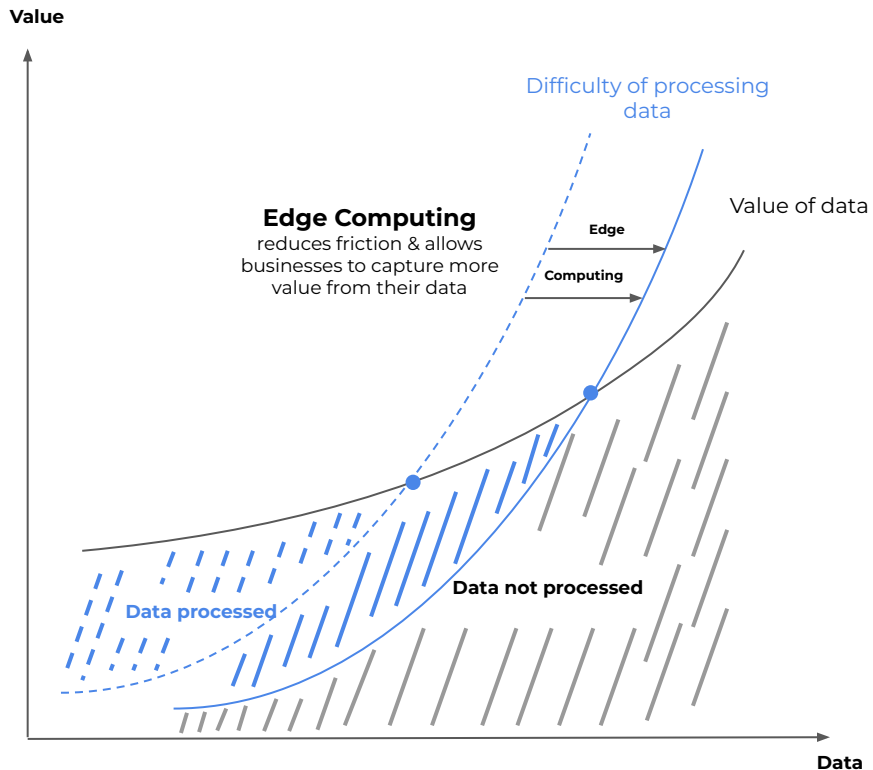 Value
Difficulty of processing
data
Value of data
Edge Computing
reduces friction & allows
businesses to capture more
value from their data
Edge
Computing
Data not processed
Data processed
Data